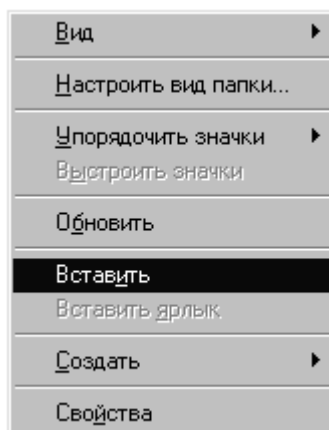 Вид
Настроить вид папки...
Упорядочить значки
Выстроить значки
Обновить
Вставить
Вставить ярлык
Создать
Свойства